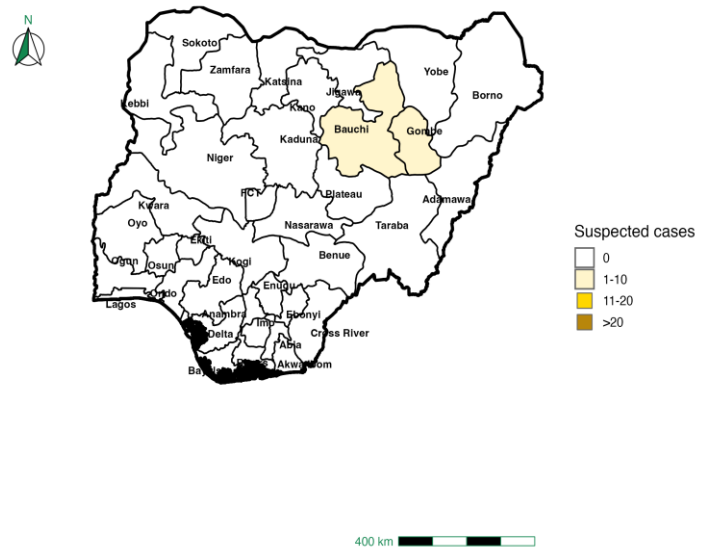 N
Sokoto
Zamfara
Katsina
Yobe
Borno
Jigawa
Kebbi
Kano
Bauchi
Gombe
Kaduna
Niger
FCT
Plateau
Adamawa
Kwara
Oyo
Nasarawa
Taraba
Ekiti
Ogun
Osun
Kogi
Benue
Edo
Enugu
Ondo
Lagos
Anambra
Imo
Ebonyi
Delta
Cross River
Abia
Akwa Ibom
Suspected cases
0
1-10
11-20
>20
400 km